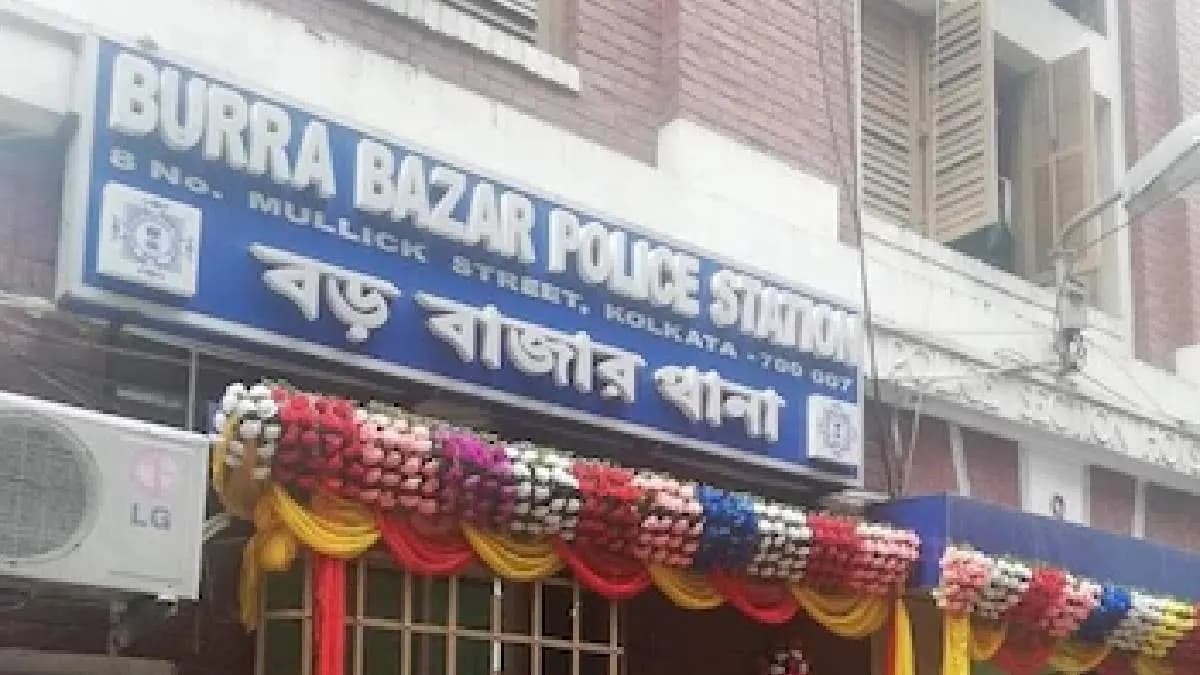 BURRA BAZAR POLICE STATION
8 No. MULLICK STREET, KOLKATA - 700 007
বড় বাজার থানা
LG